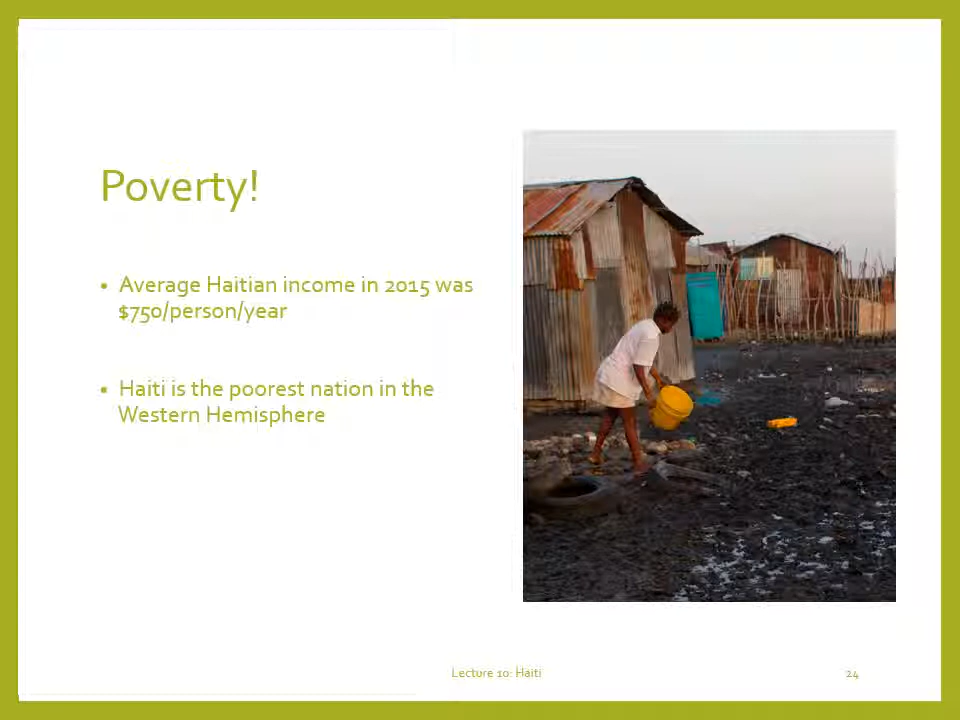 Poverty!
• Average Haitian income in 2015 was
$750/person/year
• Haiti is the poorest nation in the
Western Hemisphere
Lecture 10: Haiti
24